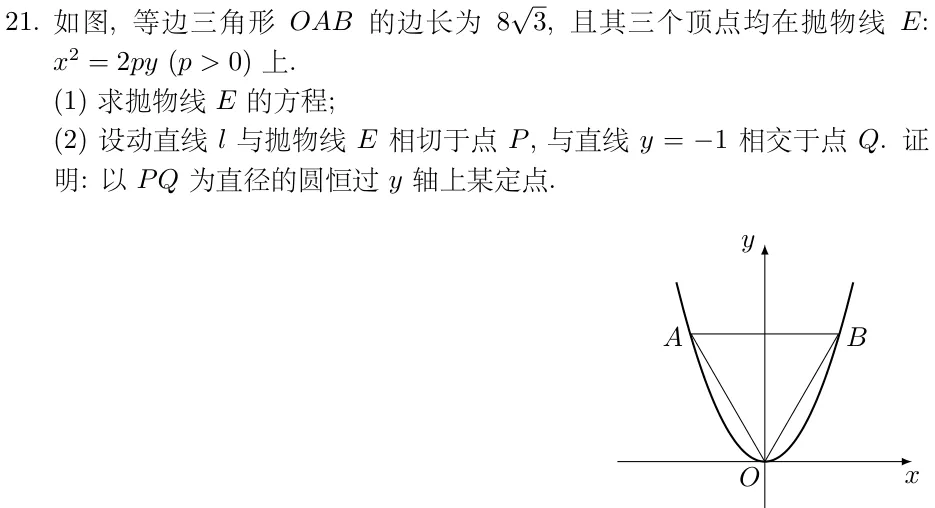 21. 如图, 等边三角形 OAB 的边长为 8√3, 且其三个顶点均在抛物线 E:
x² = 2py (p > 0) 上.
(1) 求抛物线 E 的方程;
(2) 设动直线 l 与抛物线 E 相切于点 P, 与直线 y = −1 相交于点 Q. 证
明: 以 PQ 为直径的圆恒过 y 轴上某定点.
y
A
B
O
x